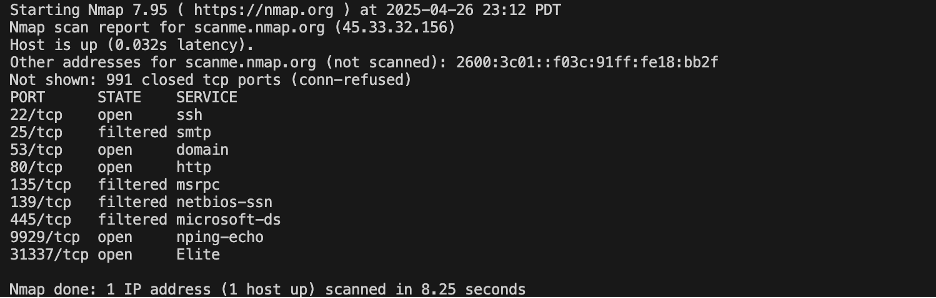 Starting Nmap 7.95 ( https://nmap.org ) at 2025-04-26 23:12 PDT
Nmap scan report for scanme.nmap.org (45.33.32.156)
Host is up (0.032s latency).
Other addresses for scanme.nmap.org (not scanned): 2600:3c01::f03c:91ff:fe18:bb2f
Not shown: 991 closed tcp ports (conn-refused)
PORT      STATE    SERVICE
22/tcp    open     ssh
25/tcp    filtered smtp
53/tcp    open     domain
80/tcp    open     http
135/tcp   filtered msrpc
139/tcp   filtered netbios-ssn
445/tcp   filtered microsoft-ds
9929/tcp  open     nping-echo
31337/tcp open     Elite

Nmap done: 1 IP address (1 host up) scanned in 8.25 seconds